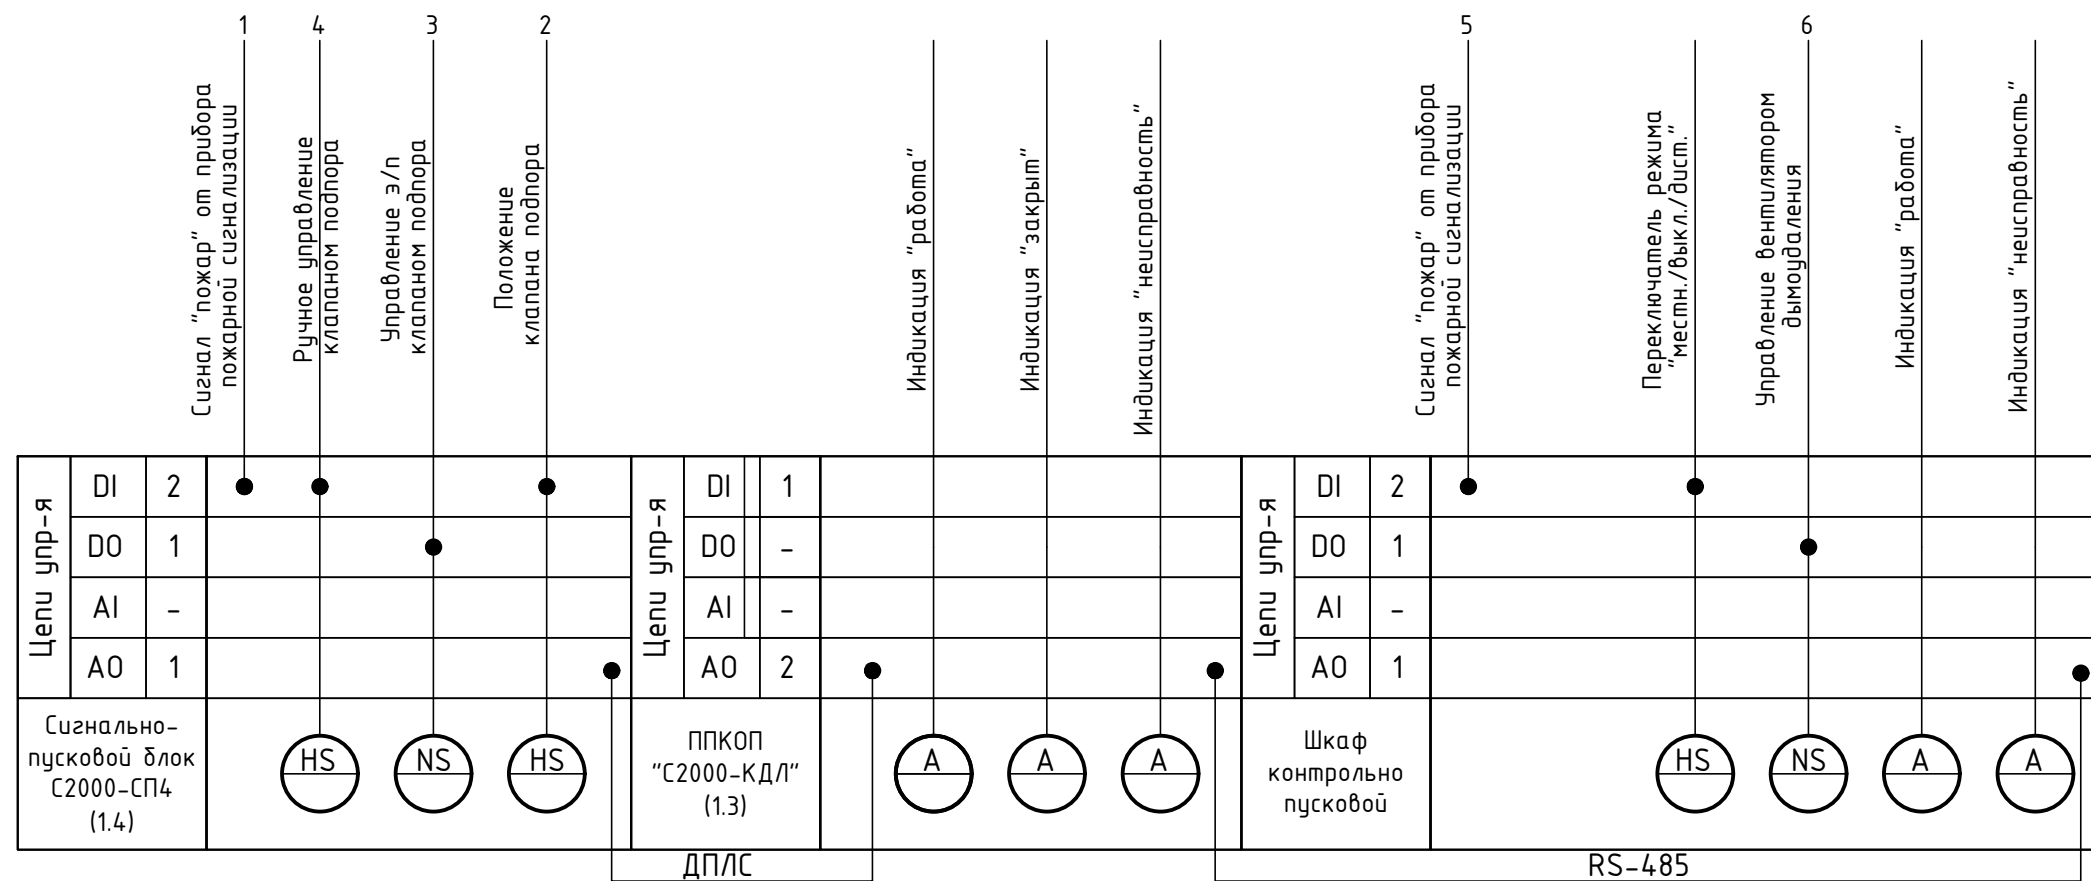 1
4
3
2
5
6
Сигнал "пожар" от прибора
пожарной сигнализации
Ручное управление
клапаном подпора
Управление э/п
клапаном подпора
Положение
клапана подпора
Индикация "работа"
Индикация "закрыт"
Индикация "неисправность"
Сигнал "пожар" от прибора
пожарной сигнализации
Переключатель режима
"местн./выкл./дист."
Управление вентилятором
дымоудаления
Индикация "работа"
Индикация "неисправность"
Цепи упр-я
DI 2
DO 1
AI -
AO 1
Цепи упр-я
DI 1
DO -
AI -
AO 2
Цепи упр-я
DI 2
DO 1
AI -
AO 1
Сигнально-
пусковой блок
С2000-СП4
(1.4)
HS
NS
HS
ППКОП
"С2000-КДЛ"
(1.3)
A
A
A
Шкаф
контрольно
пусковой
HS
NS
A
A
ДПЛС
RS-485